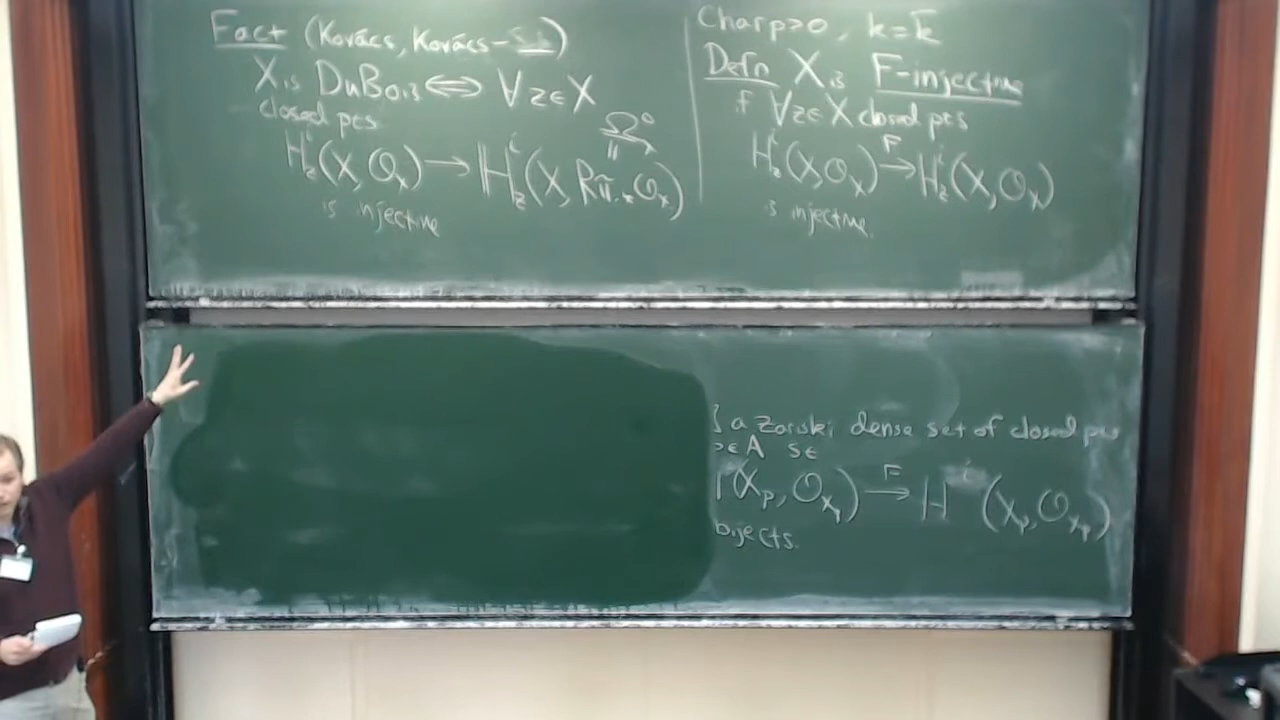 Fact (Kovács, Kovács-
X is DuBois ⟺ ∀ z∈X
closed pts
H^i_z(X, O_x) → ℍ^i_z(X, Rπ.* O_x.)
Ω°
is injective
Char p>0, k=k̄
Defn X is F-injective
if ∀z∈X closed pts
H^i_z(X, O_x) →^F H^i_z(X, O_x)
is injective
a Zariski dense set of closed pts
p∈A st
(X_p, O_{X_p}) →^F H^i (X_p, O_{X_p})
bijects.